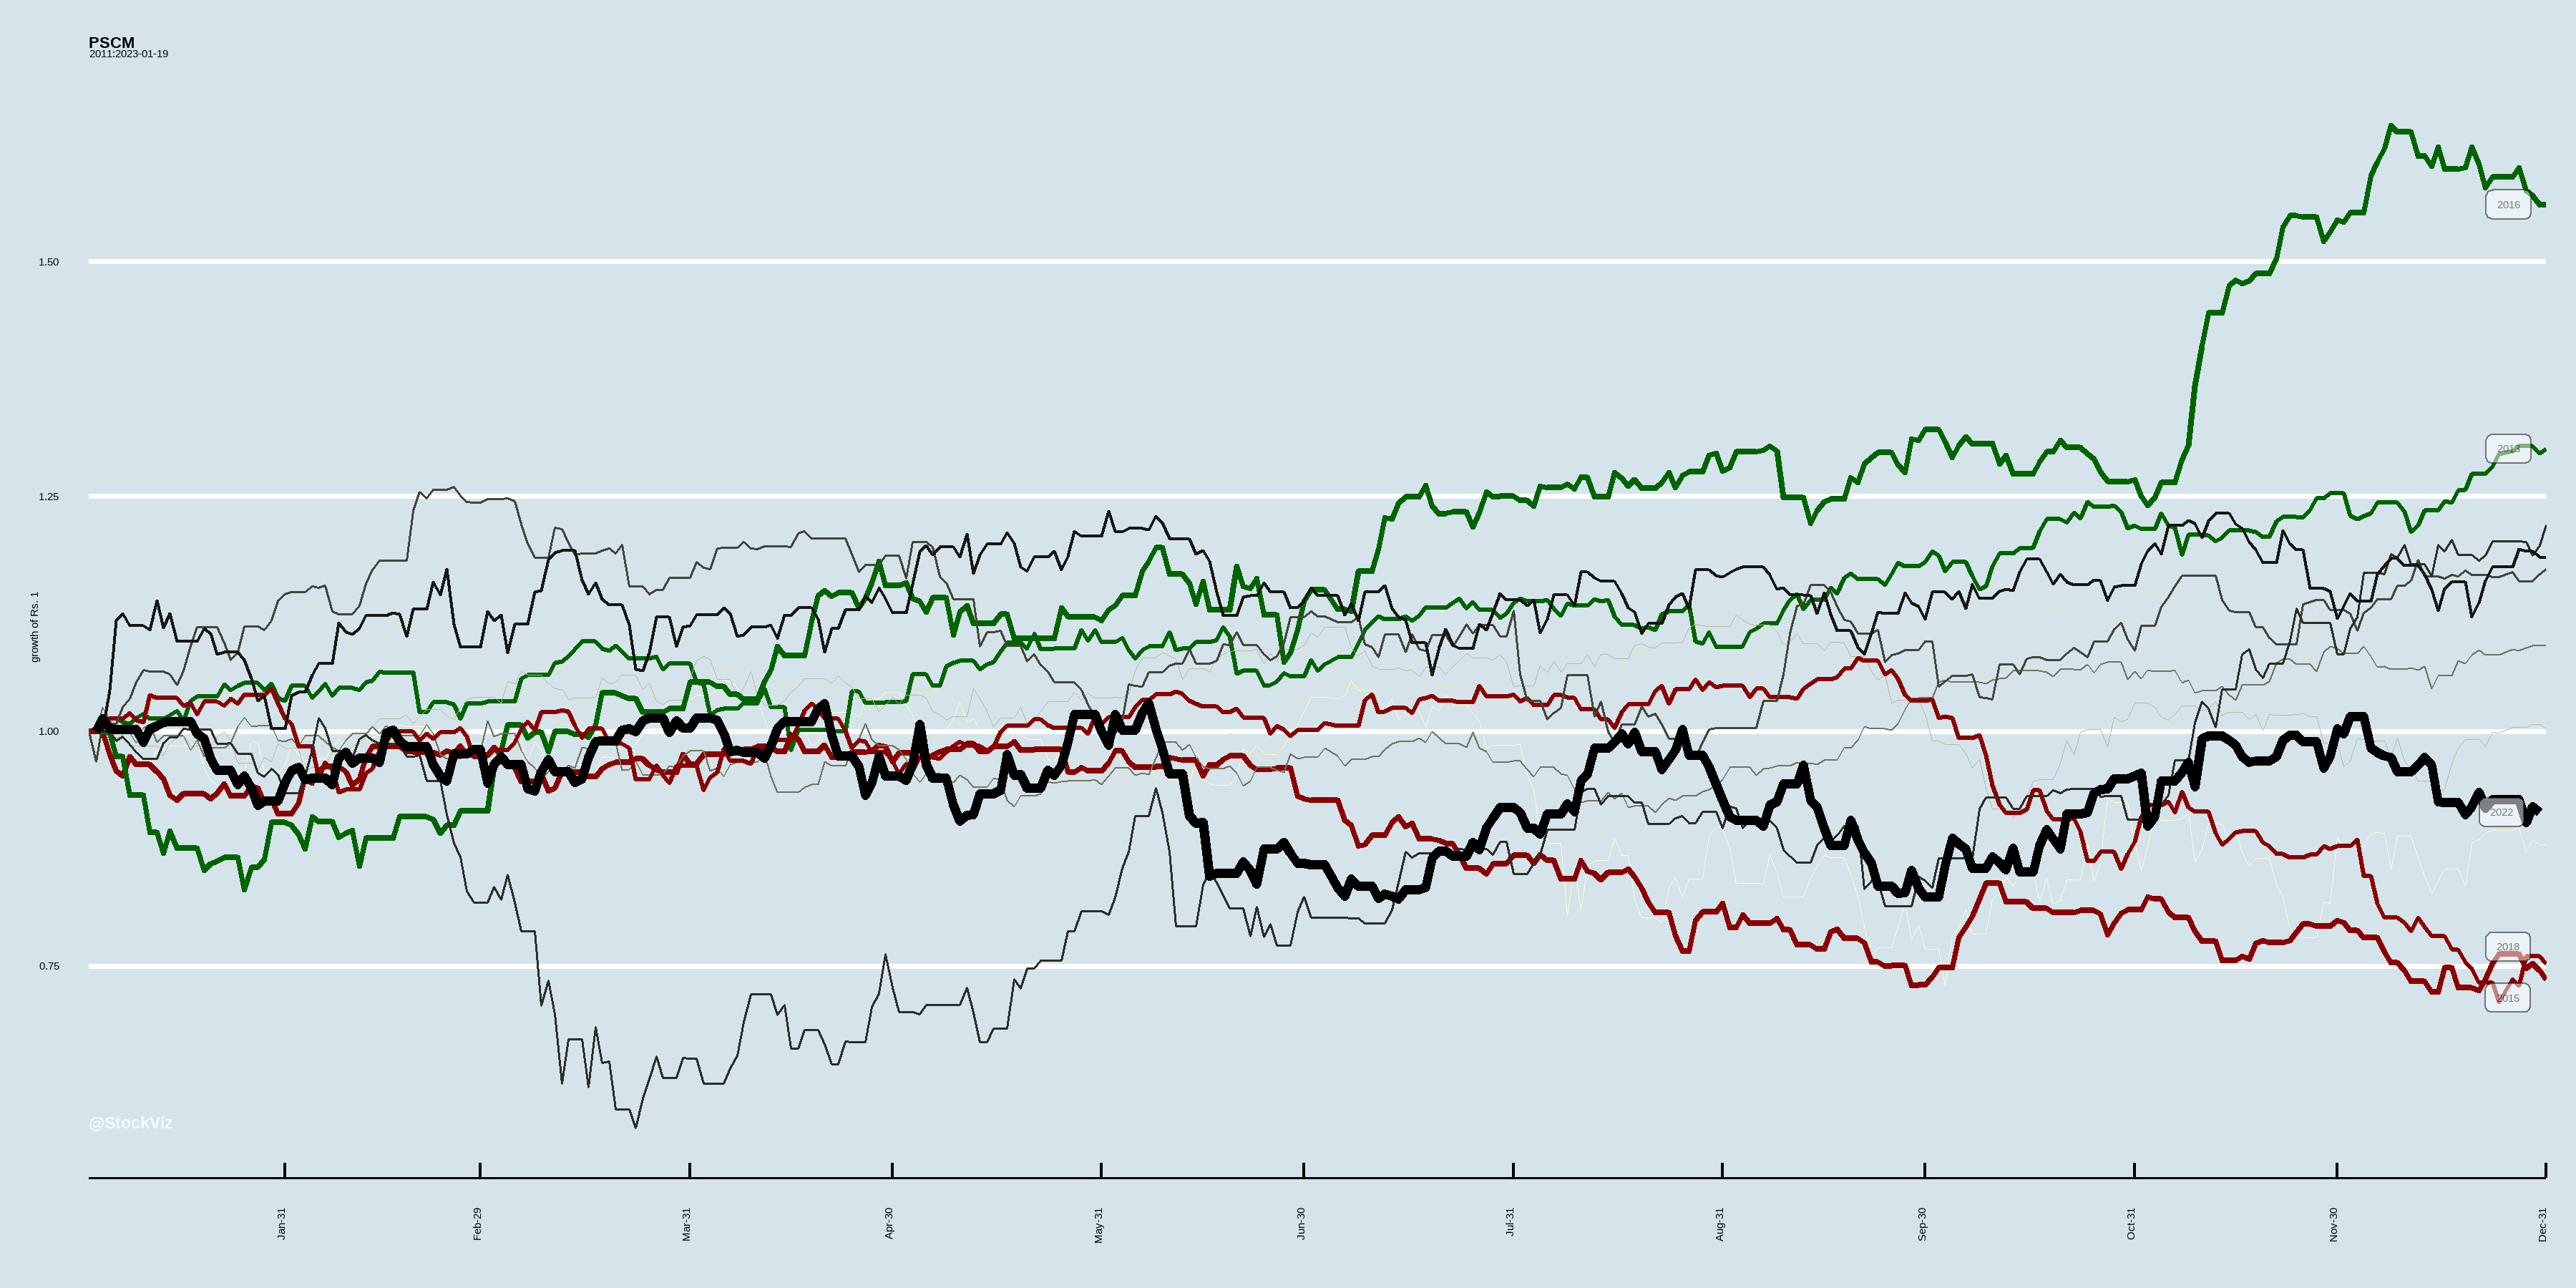 PSCM
2011:2023-01-19
2016
1.50
2013
1.25
growth of Rs. 1
1.00
2022
2018
0.75
2015
@StockViz
Jan-31
Feb-29
Mar-31
Apr-30
May-31
Jun-30
Jul-31
Aug-31
Sep-30
Oct-31
Nov-30
Dec-31